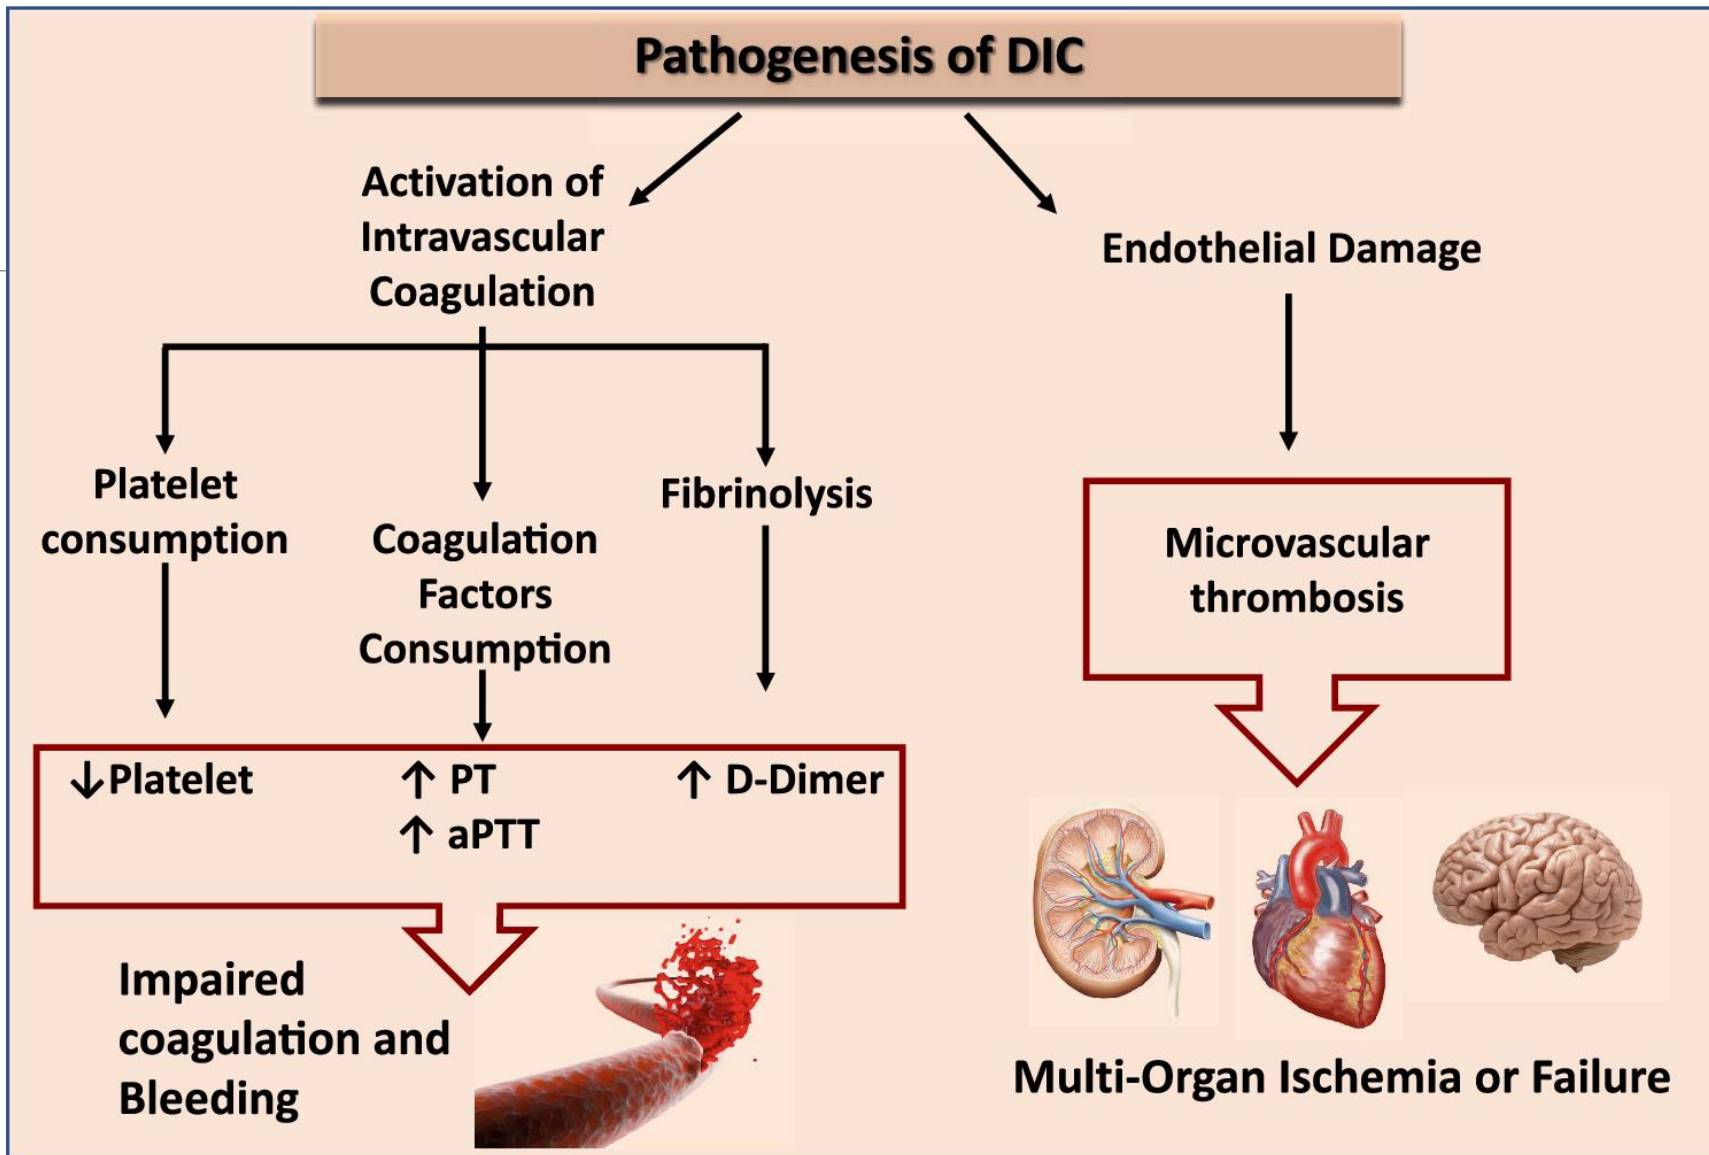 Pathogenesis of DIC
Activation of
Intravascular
Coagulation
Endothelial Damage
Platelet
consumption
Coagulation
Factors
Consumption
Fibrinolysis
Microvascular
thrombosis
↓Platelet
↑ PT
↑ aPTT
↑ D-Dimer
Impaired
coagulation and
Bleeding
Multi-Organ Ischemia or Failure